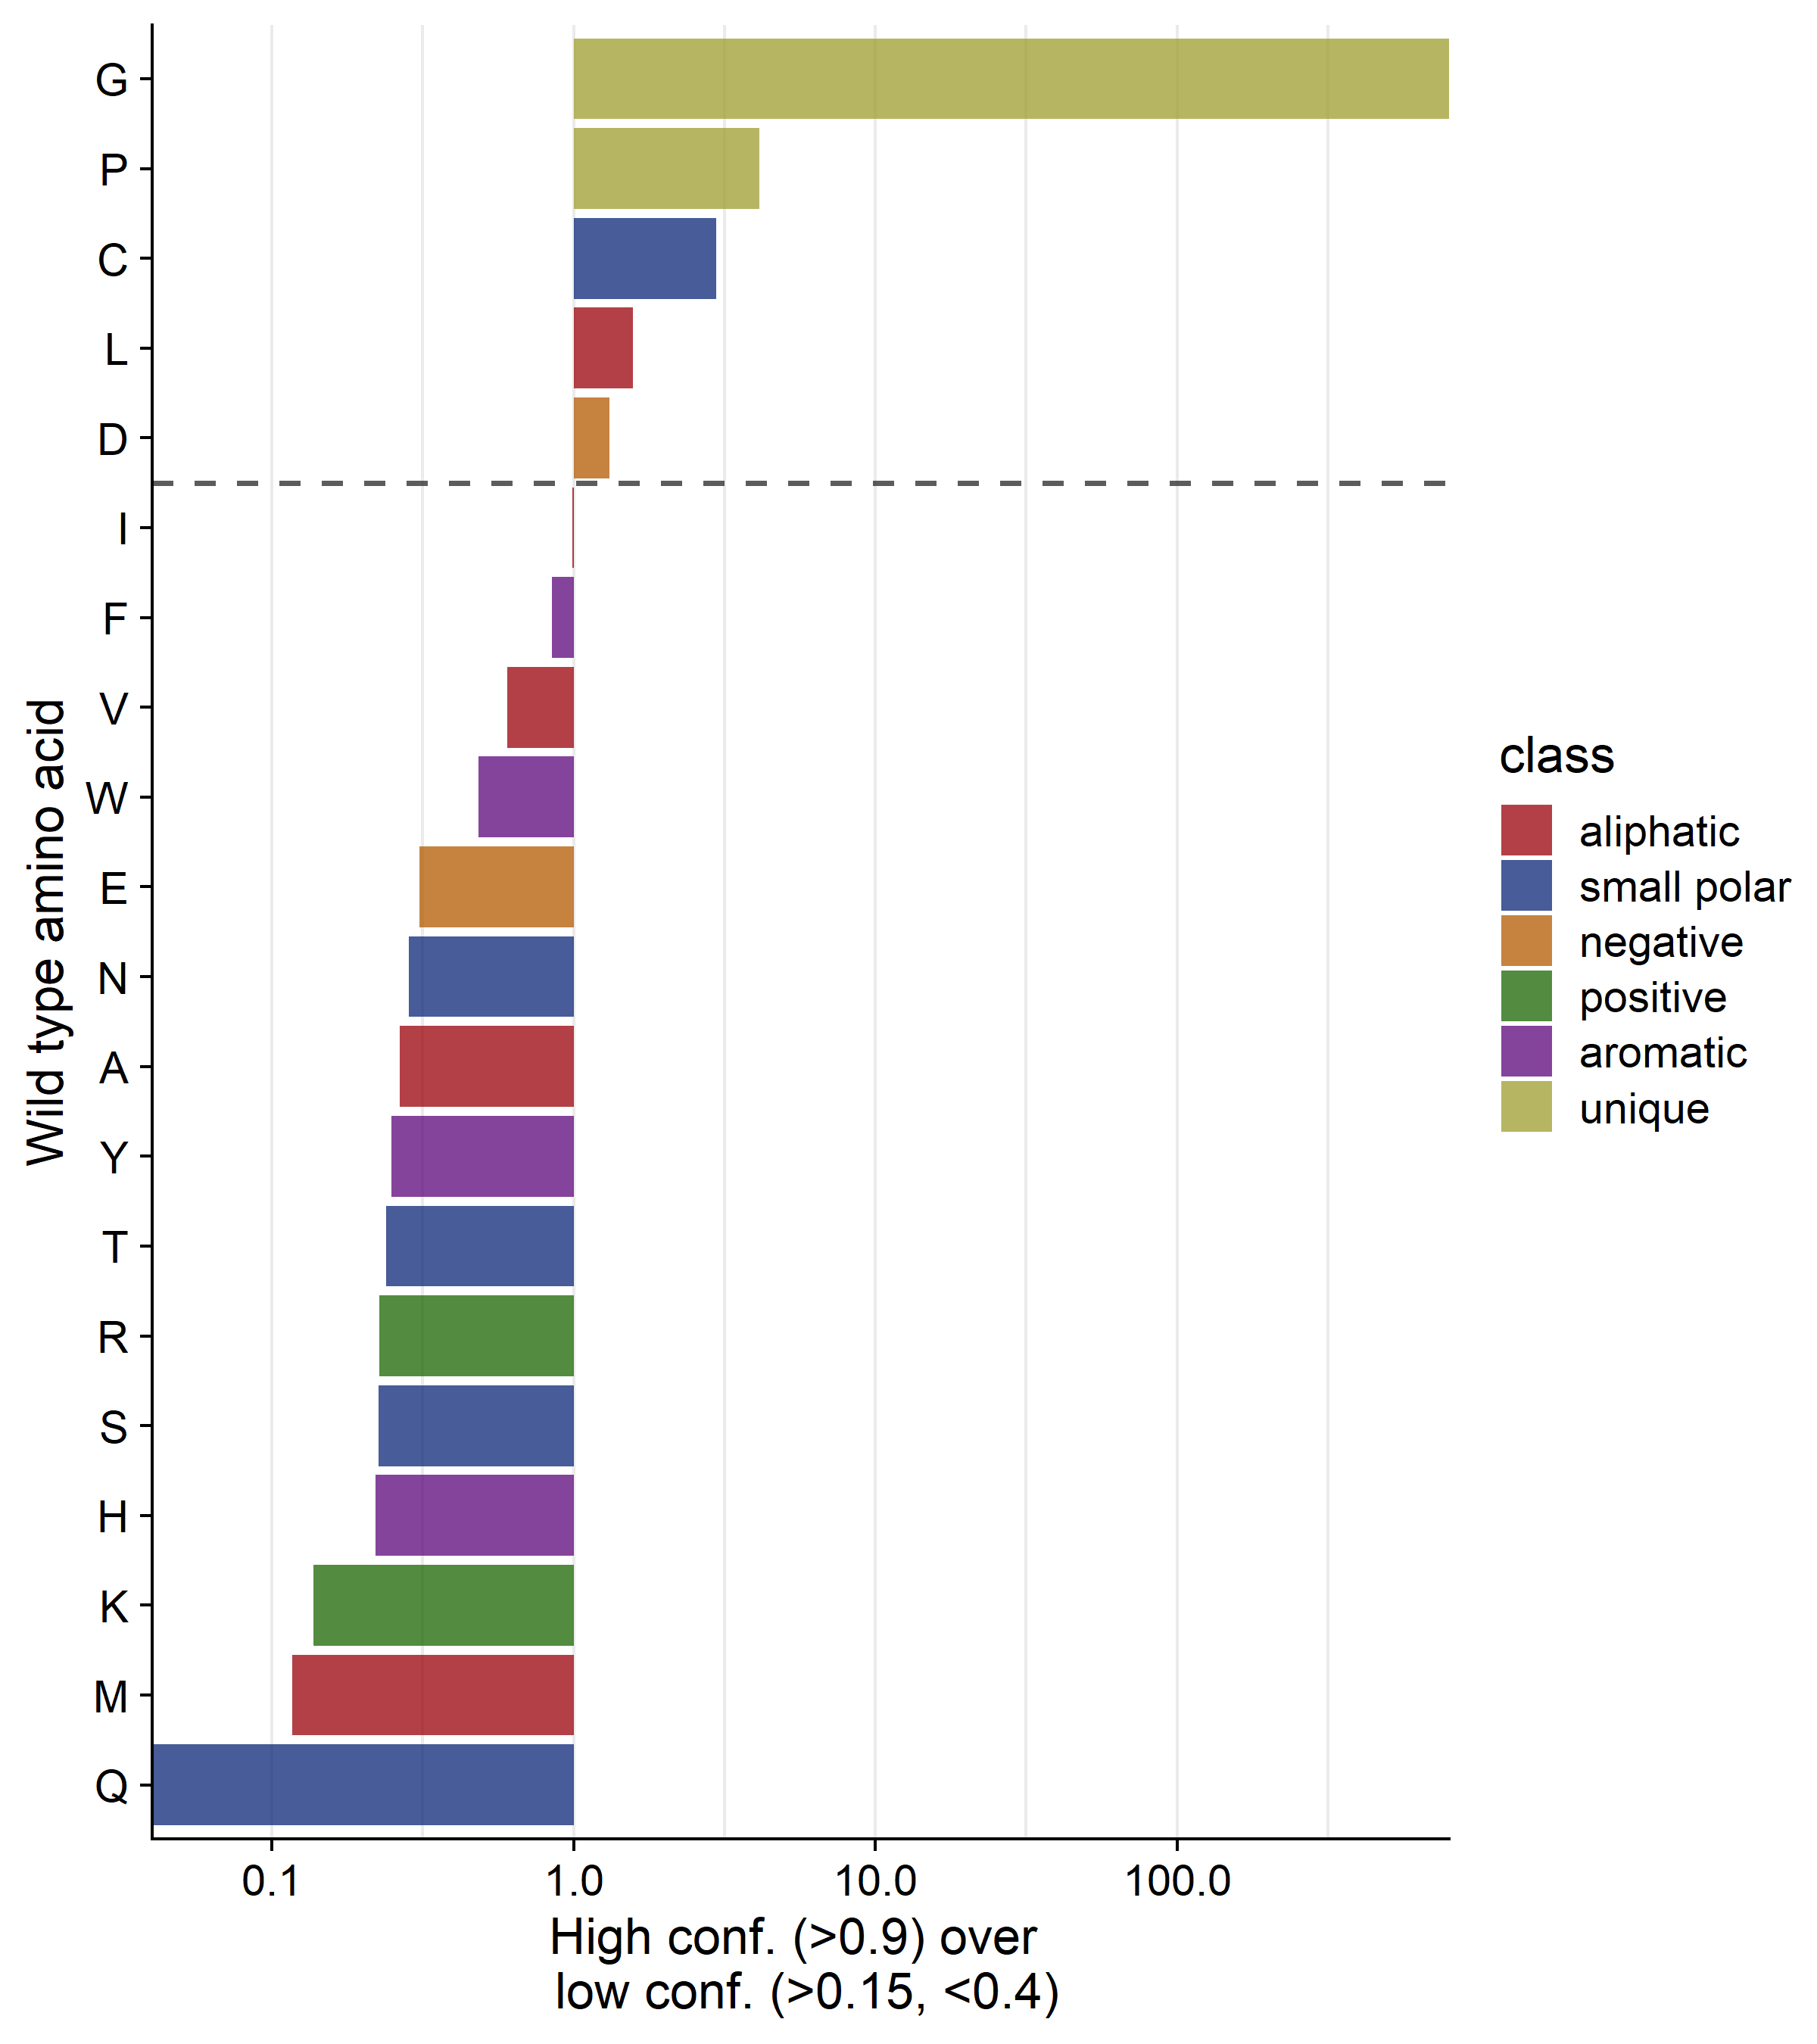 G
P
C
L
D
I
F
V
W
E
N
A
Y
T
R
S
H
K
M
Q
Wild type amino acid
0.1 1.0 10.0 100.0
High conf. (>0.9) over
low conf. (>0.15, <0.4)
class
aliphatic
small polar
negative
positive
aromatic
unique